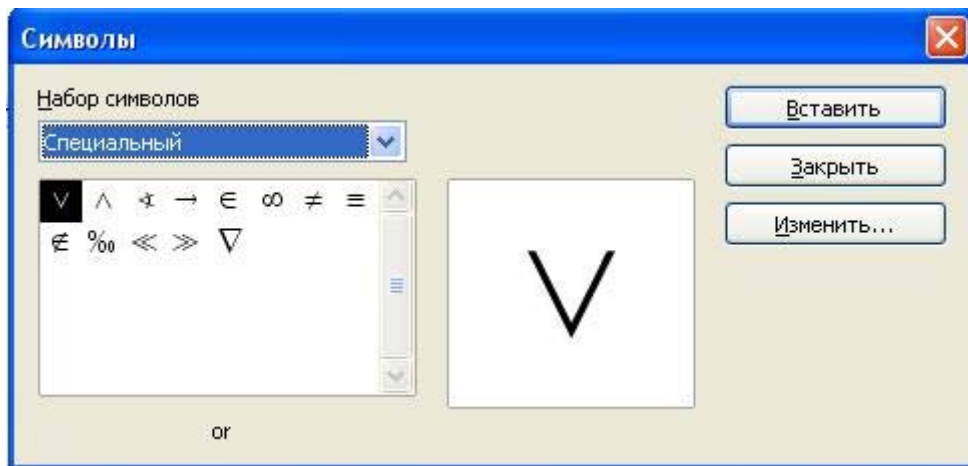 Символы
Набор символов
Специальный
∨ ∧ ∢ → ∈ ∞ ≠ ≡
∉ ‰ ≪ ≫ ∇
∨
or
Вставить
Закрыть
Изменить...